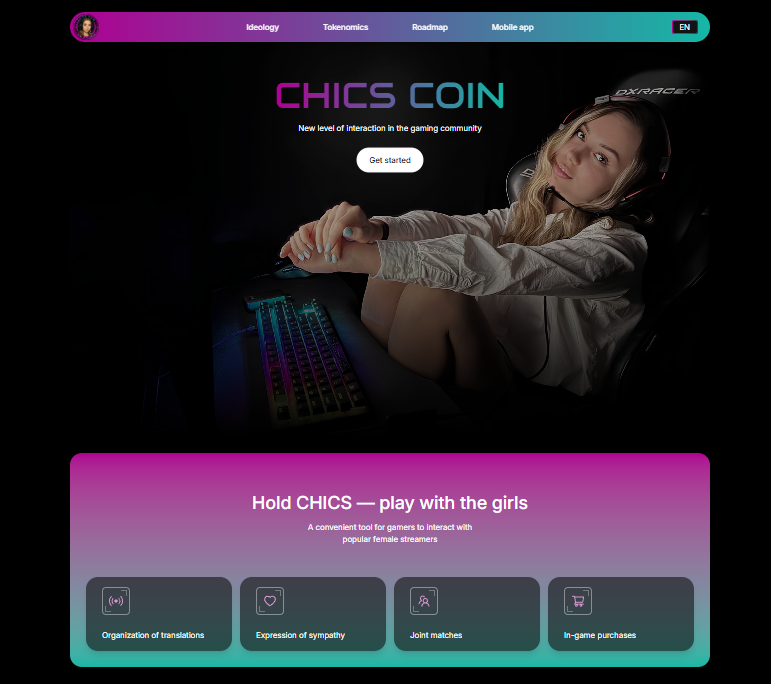 Ideology Tokenomics Roadmap Mobile app EN
DXRACER
CHICS COIN
New level of interaction in the gaming community
Get started
Hold CHICS — play with the girls
A convenient tool for gamers to interact with
popular female streamers
Organization of translations
Expression of sympathy
Joint matches
In-game purchases